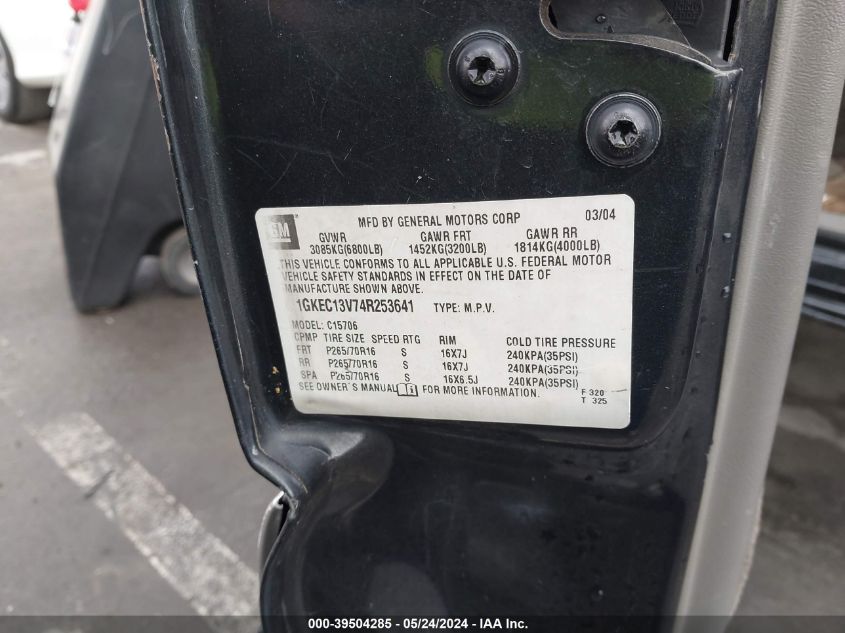 GM
MFD BY GENERAL MOTORS CORP 03/04
GVWR GAWR FRT GAWR RR
3085KG(6800LB) 1452KG(3200LB) 1814KG(4000LB)
THIS VEHICLE CONFORMS TO ALL APPLICABLE U.S. FEDERAL MOTOR
VEHICLE SAFETY STANDARDS IN EFFECT ON THE DATE OF
MANUFACTURE SHOWN ABOVE.
1GKEC13V74R253641 TYPE: M.P.V.
MODEL: C15706
CPMP TIRE SIZE SPEED RTG RIM COLD TIRE PRESSURE
FRT P265/70R16 S 16X7J 240KPA(35PSI)
RR P265/70R16 S 16X7J 240KPA(35PSI)
SPA P265/70R16 S 16X6.5J 240KPA(35PSI)
SEE OWNER'S MANUAL FOR MORE INFORMATION.
F 320
T 325
000-39504285 - 05/24/2024 - IAAI.com